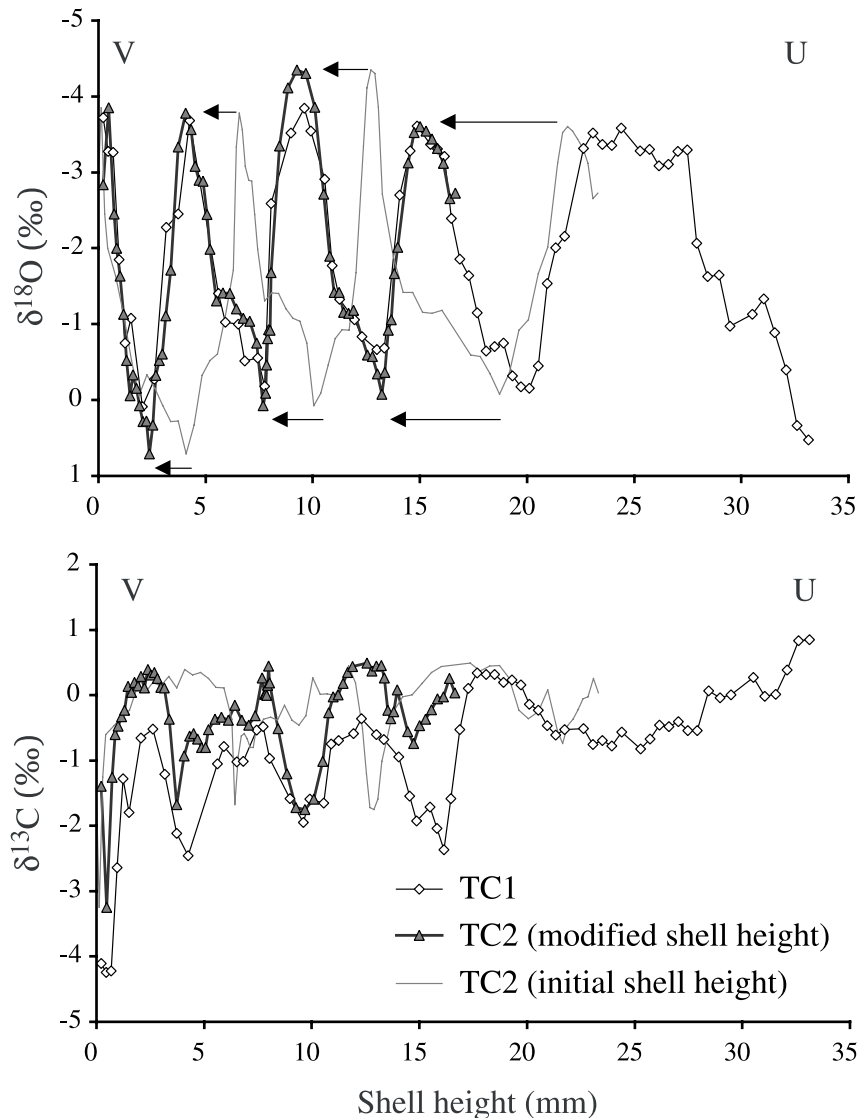 -5
V
U
-4
-3
-2
-1
0
1
δ18O (‰)
0 5 10 15 20 25 30 35
2
V
U
1
0
-1
-2
-3
-4
-5
δ13C (‰)
TC1
TC2 (modified shell height)
TC2 (initial shell height)
0 5 10 15 20 25 30 35
Shell height (mm)